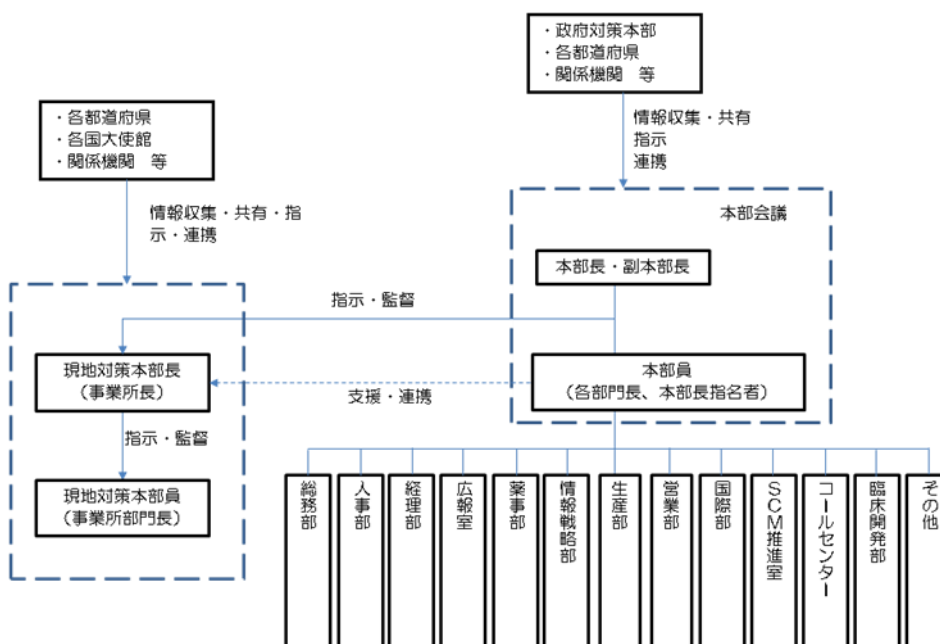 ・政府対策本部
・各都道府県
・関係機関　等
・各都道府県
・各国大使館
・関係機関　等
情報収集・共有
指示
連携
情報収集・共有・指
示・連携
本部会議
本部長・副本部長
指示・監督
現地対策本部長
（事業所長）
本部員
（各部門長、本部長指名者）
支援・連携
指示・監督
現地対策本部員
（事業所部門長）
総務部
人事部
経理部
広報室
薬事部
情報戦略部
生産部
営業部
国際部
SCM推進室
コールセンター
臨床開発部
その他